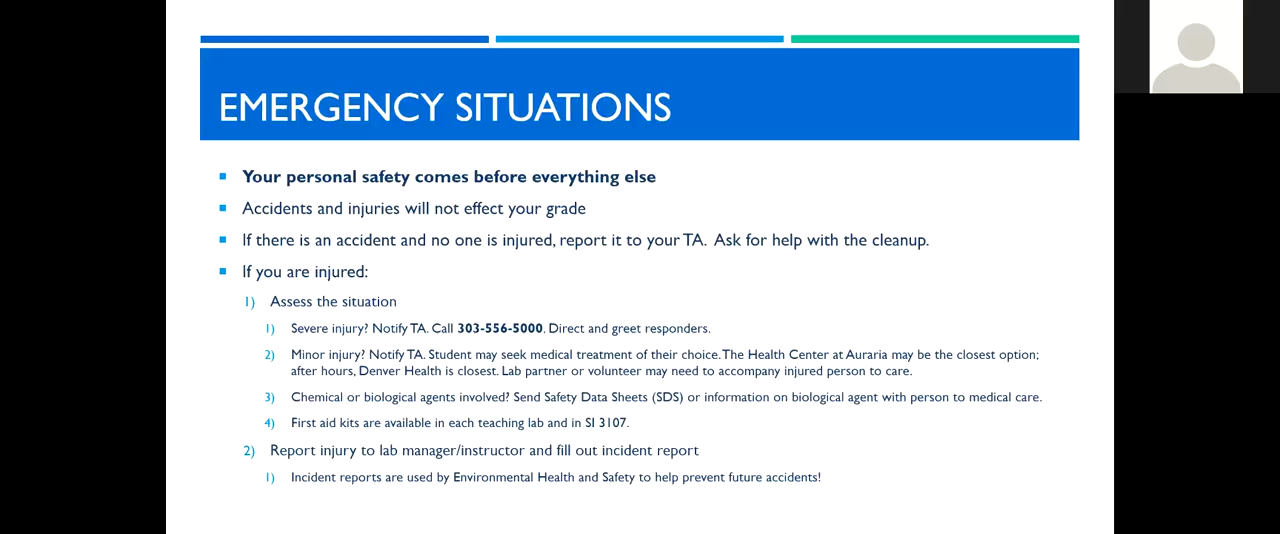 EMERGENCY SITUATIONS
Your personal safety comes before everything else
Accidents and injuries will not effect your grade
If there is an accident and no one is injured, report it to your TA. Ask for help with the cleanup.
If you are injured:
1) Assess the situation
1) Severe injury? Notify TA. Call 303-556-5000. Direct and greet responders.
2) Minor injury? Notify TA. Student may seek medical treatment of their choice. The Health Center at Auraria may be the closest option;
after hours, Denver Health is closest. Lab partner or volunteer may need to accompany injured person to care.
3) Chemical or biological agents involved? Send Safety Data Sheets (SDS) or information on biological agent with person to medical care.
4) First aid kits are available in each teaching lab and in SI 3107.
2) Report injury to lab manager/instructor and fill out incident report
1) Incident reports are used by Environmental Health and Safety to help prevent future accidents!